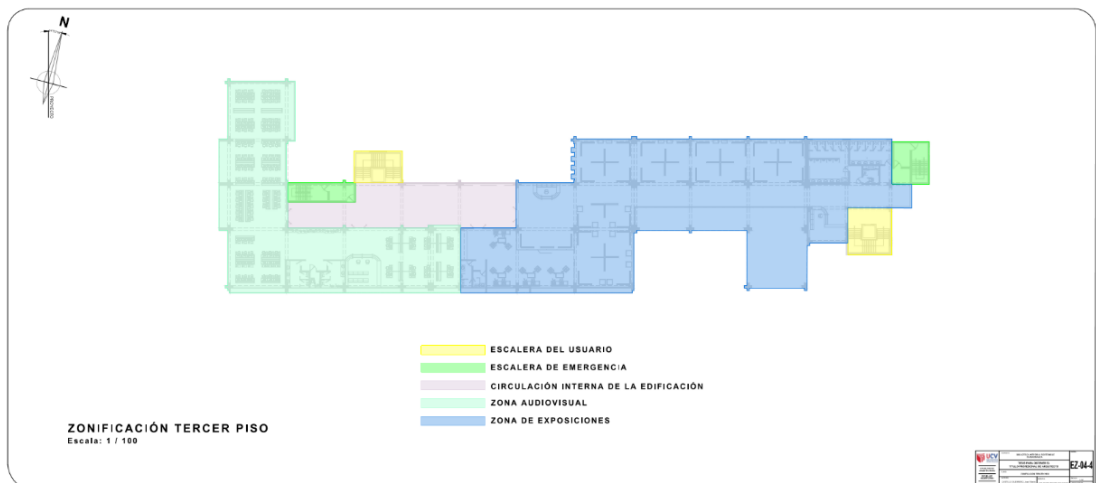 N
ESCALERA DEL USUARIO
ESCALERA DE EMERGENCIA
CIRCULACIÓN INTERNA DE LA EDIFICACIÓN
ZONA AUDIOVISUAL
ZONA DE EXPOSICIONES
ZONIFICACIÓN TERCER PISO
Escala: 1 / 100
UCV
EZ-04-4